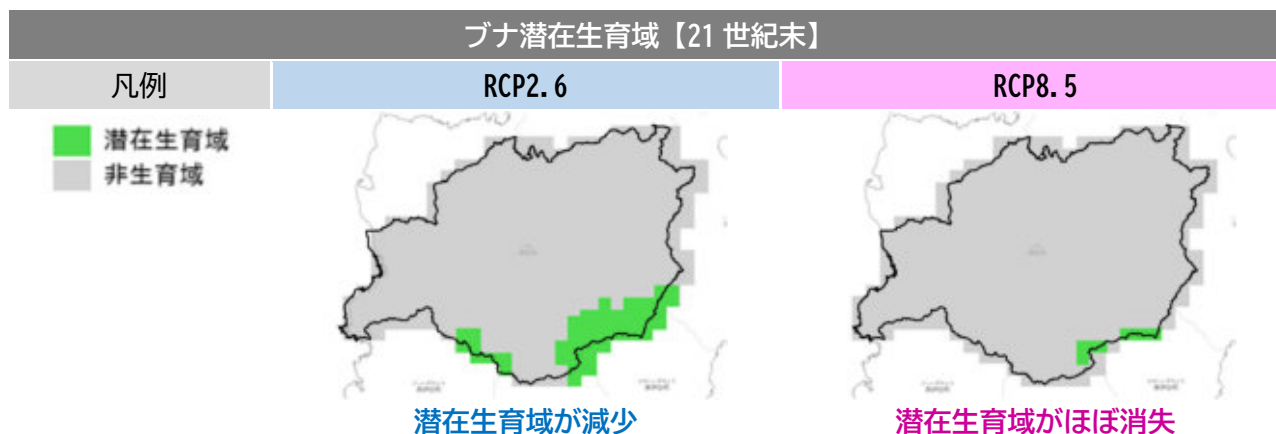 ブナ潜在生育域【21 世紀末】
凡例
RCP2.6
RCP8.5
潜在生育域
非生育域
潜在生育域が減少
潜在生育域がほぼ消失